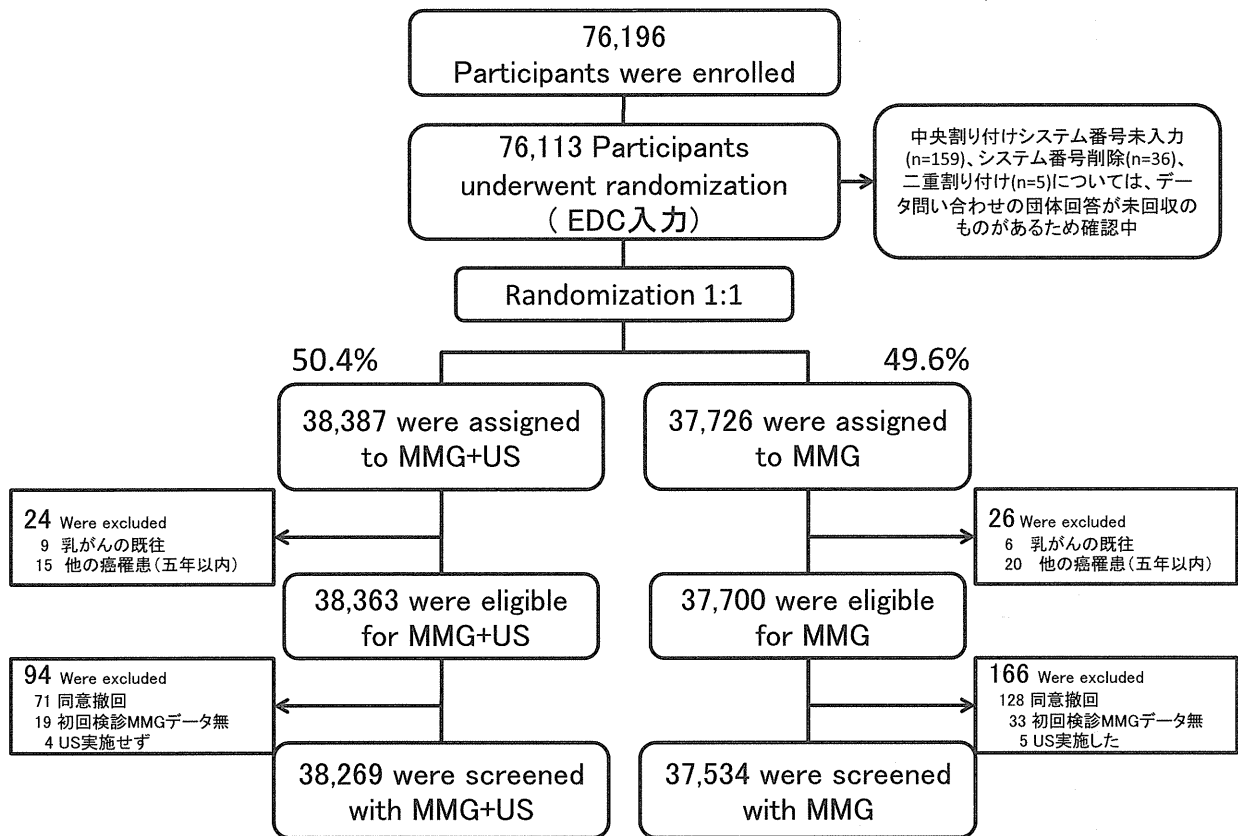 76,196
Participants were enrolled
76,113 Participants
underwent randomization
( EDC入力)
中央割り付けシステム番号未入力
(n=159)、システム番号削除(n=36)、
二重割り付け(n=5)については、デー
タ問い合わせの団体回答が未回収の
ものがあるため確認中
Randomization 1:1
50.4%
49.6%
38,387 were assigned
to MMG+US
37,726 were assigned
to MMG
24 Were excluded
9 乳がんの既往
15 他の癌罹患(五年以内)
26 Were excluded
6 乳がんの既往
20 他の癌罹患(五年以内)
38,363 were eligible
for MMG+US
37,700 were eligible
for MMG
94 Were excluded
71 同意撤回
19 初回検診MMGデータ無
4 US実施せず
166 Were excluded
128 同意撤回
33 初回検診MMGデータ無
5 US実施した
38,269 were screened
with MMG+US
37,534 were screened
with MMG